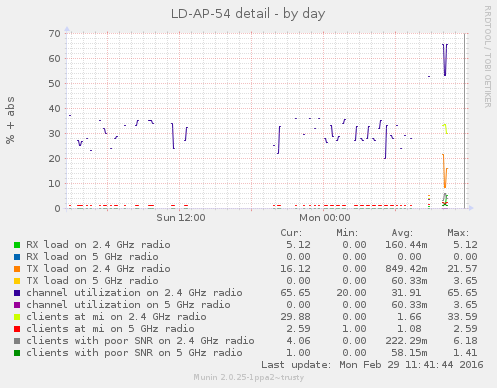 LD-AP-54 detail - by day
RRDTOOL / TOBI OETIKER
% + abs
70
60
50
40
30
20
10
0
Sun 12:00 Mon 00:00
Cur: Min: Avg: Max:
RX load on 2.4 GHz radio 5.12 0.00 160.44m 5.12
RX load on 5 GHz radio 0.00 0.00 0.00 0.00
TX load on 2.4 GHz radio 16.12 0.00 849.42m 21.57
TX load on 5 GHz radio 0.00 0.00 60.33m 3.65
channel utilization on 2.4 GHz radio 65.65 20.00 31.91 65.65
channel utilization on 5 GHz radio 0.00 0.00 60.33m 3.65
clients at mi on 2.4 GHz radio 29.88 0.00 1.66 33.59
clients at mi on 5 GHz radio 2.59 1.00 1.08 2.59
clients with poor SNR on 2.4 GHz radio 4.06 0.00 222.29m 6.18
clients with poor SNR on 5 GHz radio 1.00 0.00 58.15m 1.41
Last update: Mon Feb 29 11:41:44 2016
Munin 2.0.25-1ppa2~trusty